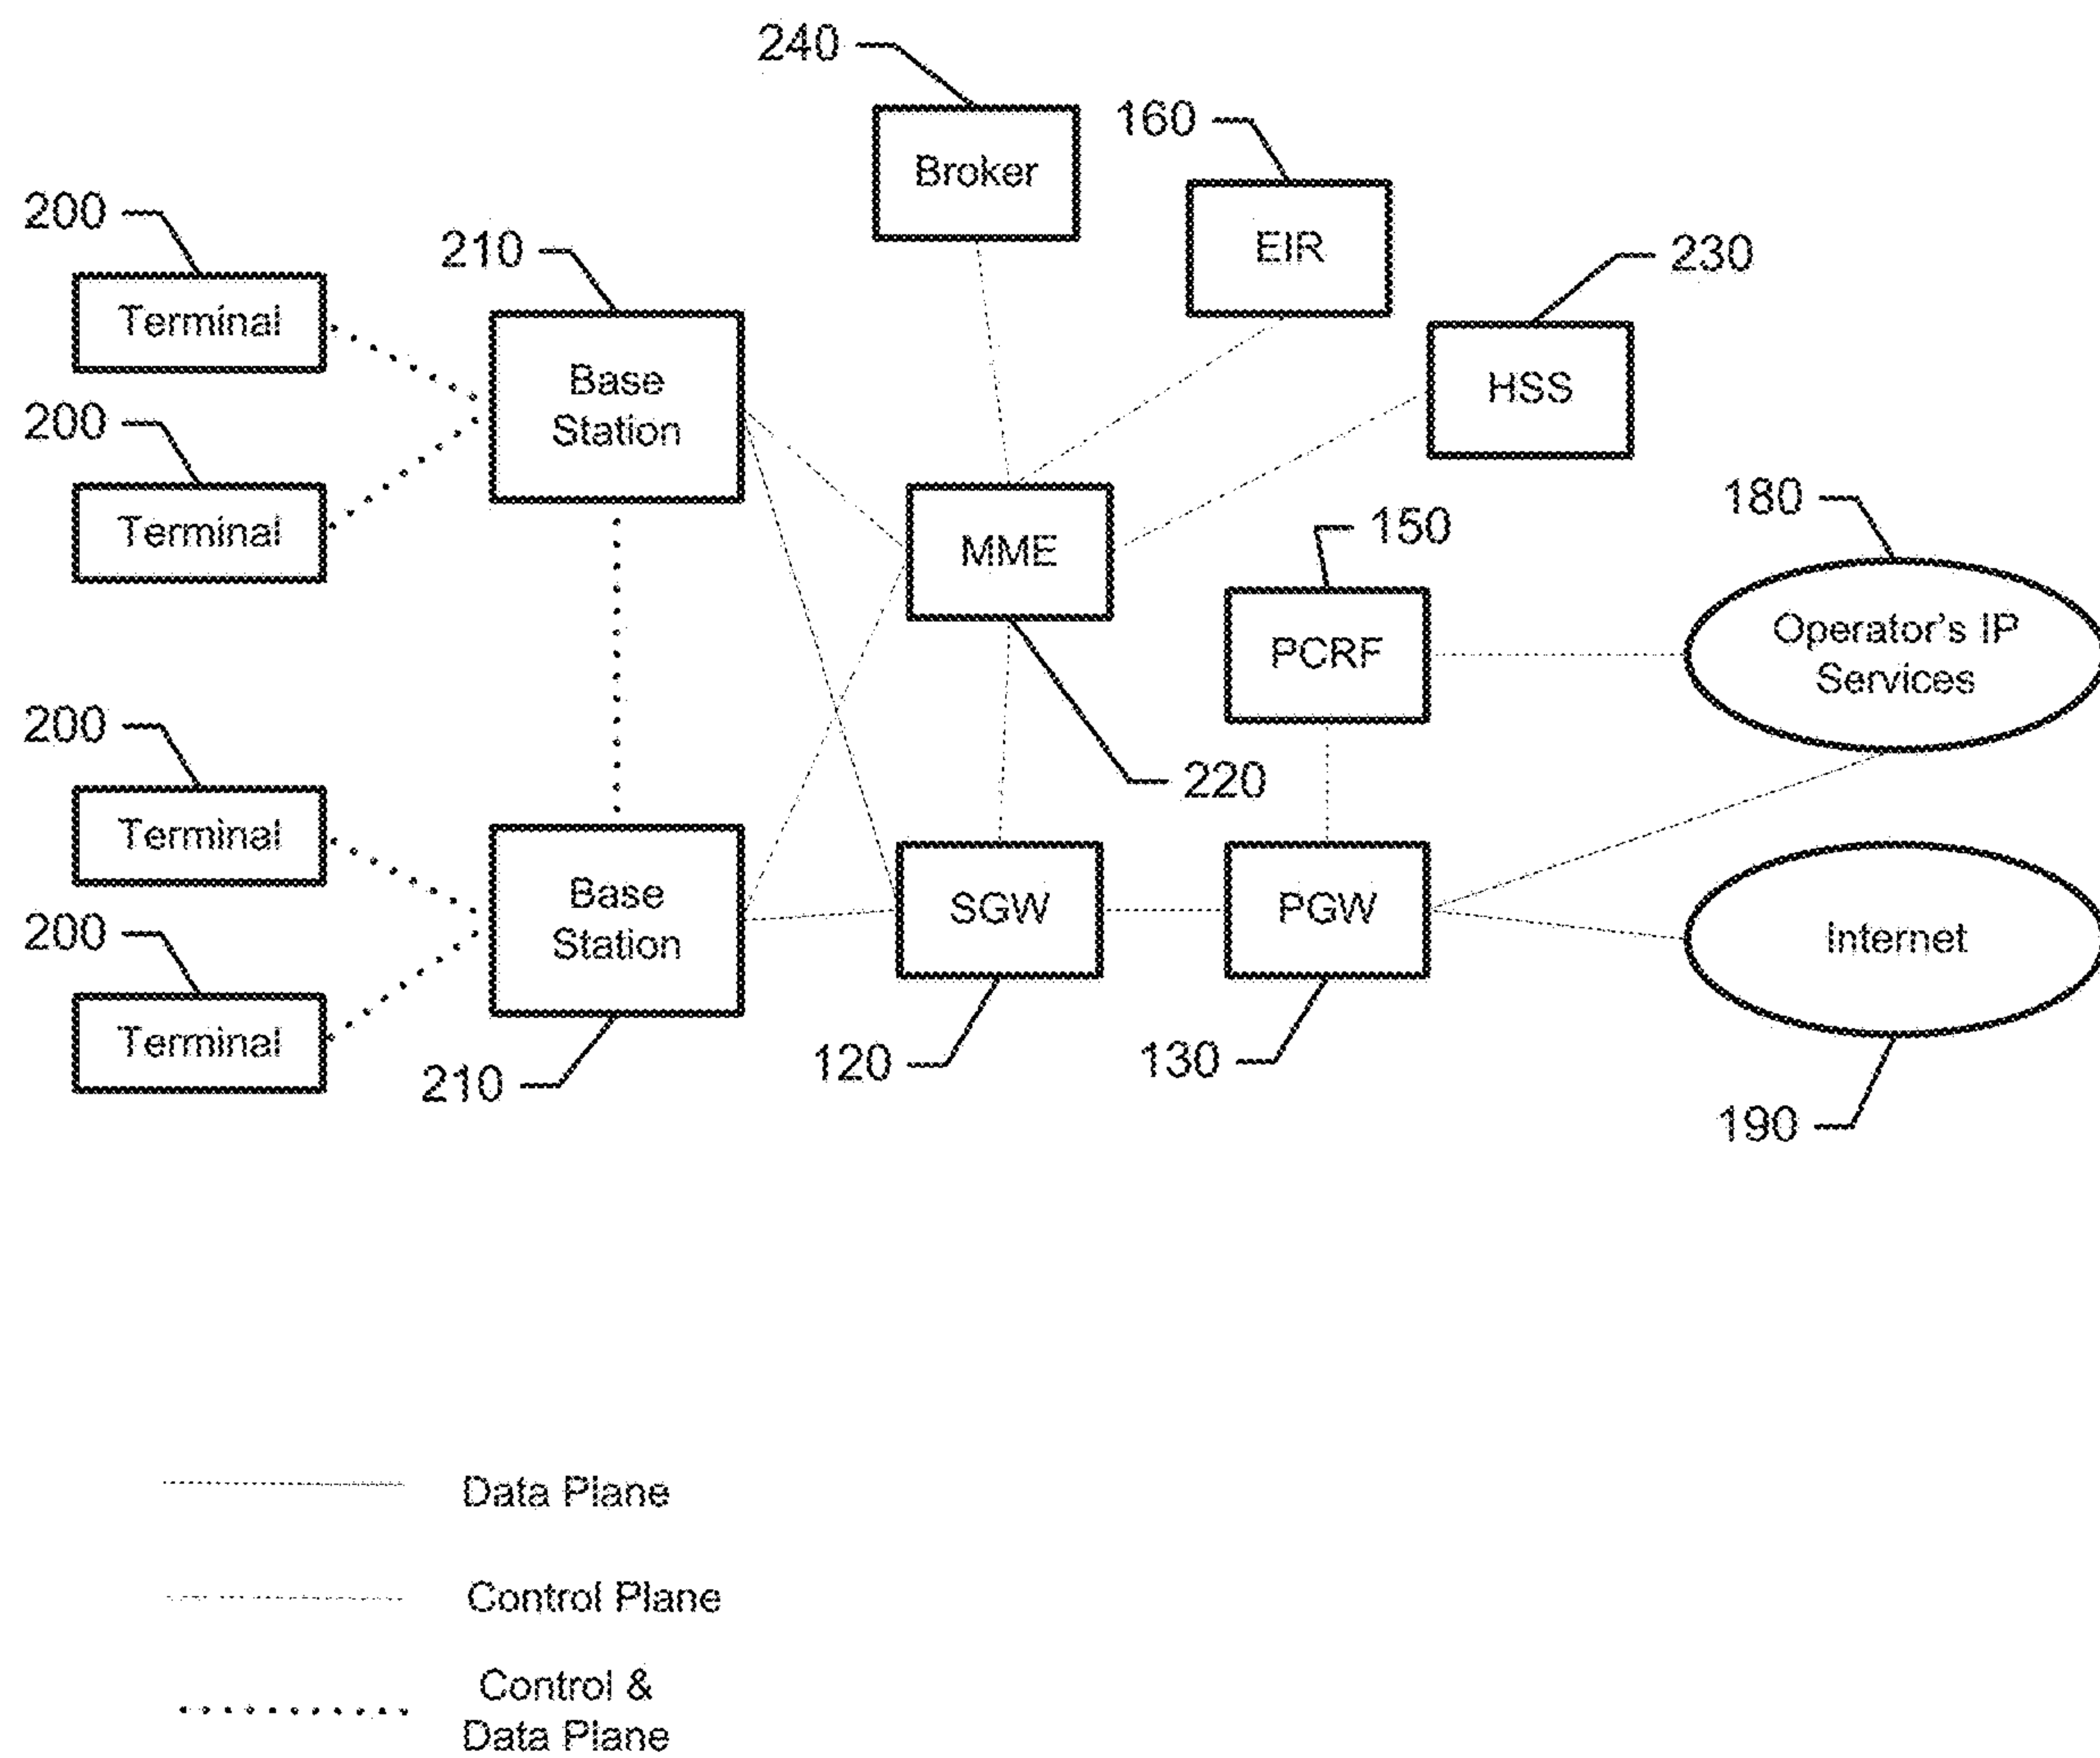 240
160
Broker
200
210
EIR
230
Terminal
Base
Station
HSS
200
Terminal
MME
150
180
PCRF
Operator's IP
Services
200
220
Terminal
Base
Station
SGW
PGW
Internet
200
Terminal
210
120
130
190
Data Plane
Control Plane
Control &
Data Plane